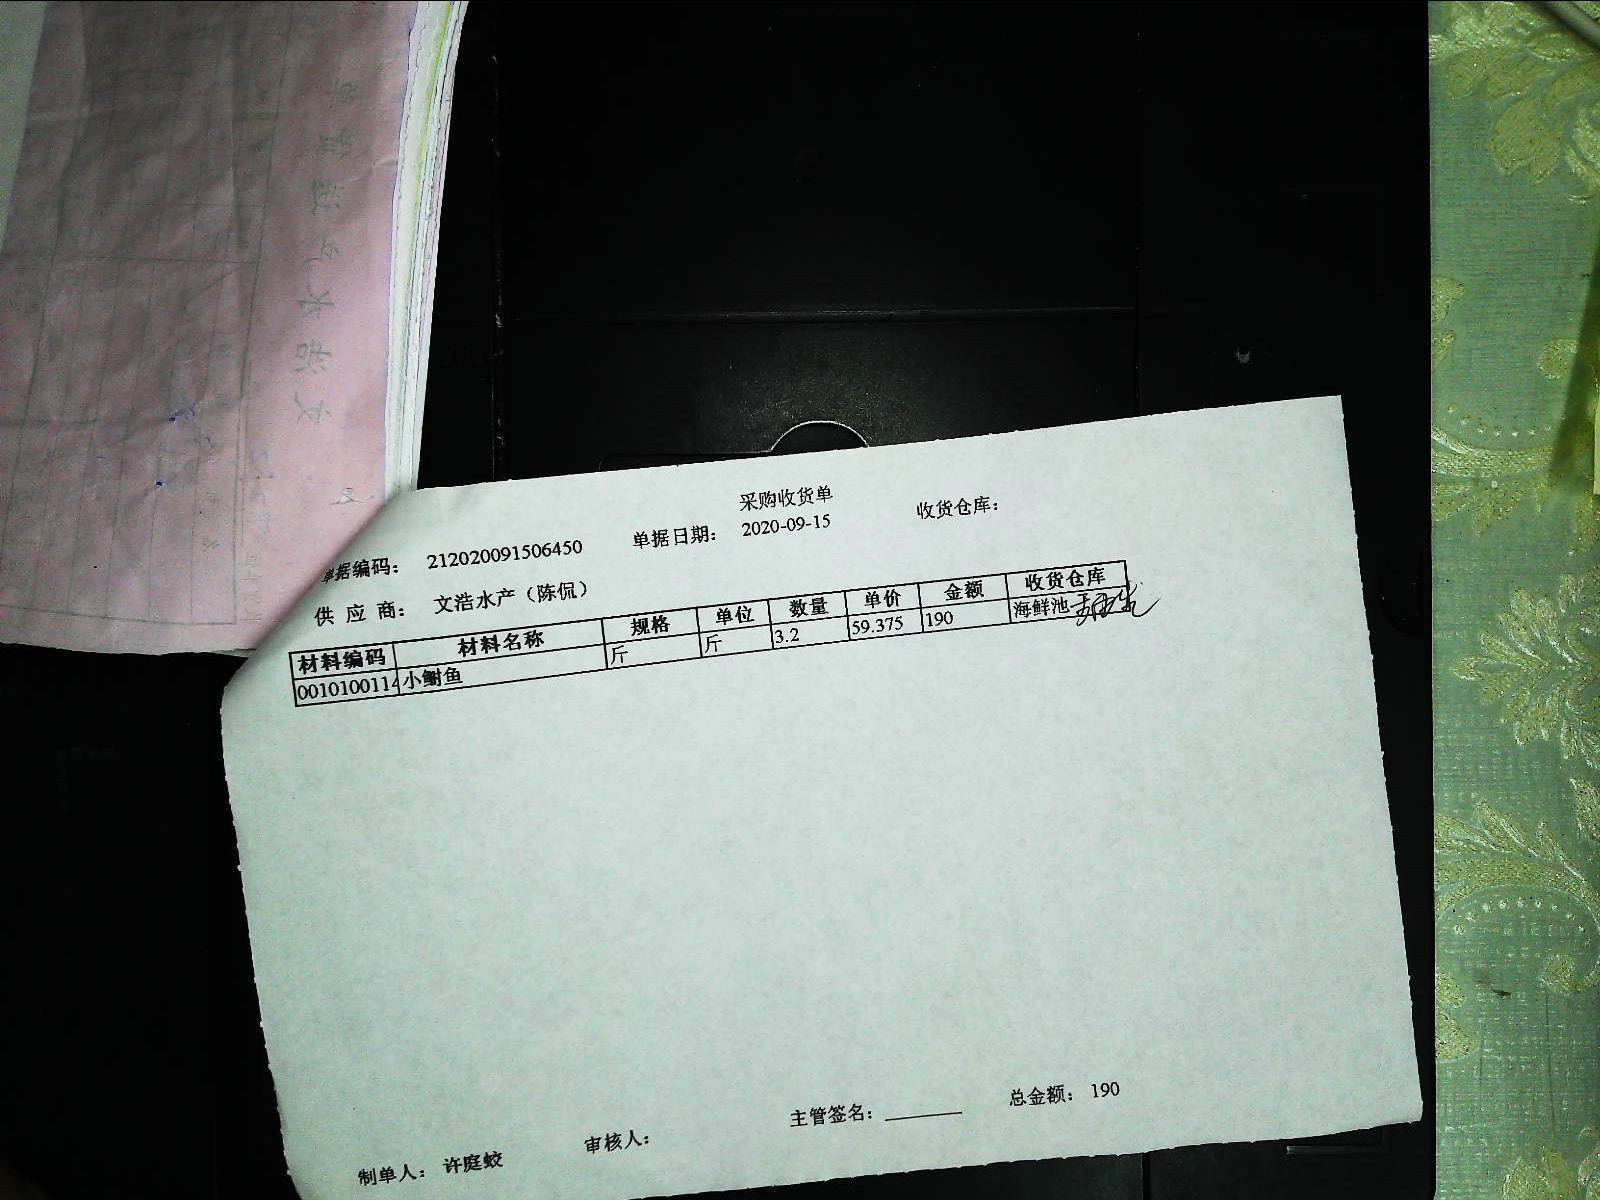 采购收货单
单据编码： 212020091506450 单据日期： 2020-09-15 收货仓库：
供 应 商： 文浩水产（陈侃）
材料编码 材料名称 规格 单位 数量 单价 金额 收货仓库
0010100114 小鲥鱼 斤 斤 3.2 59.375 190 海鲜池
主管签名： 总金额： 190
制单人： 许庭蛟 审核人：